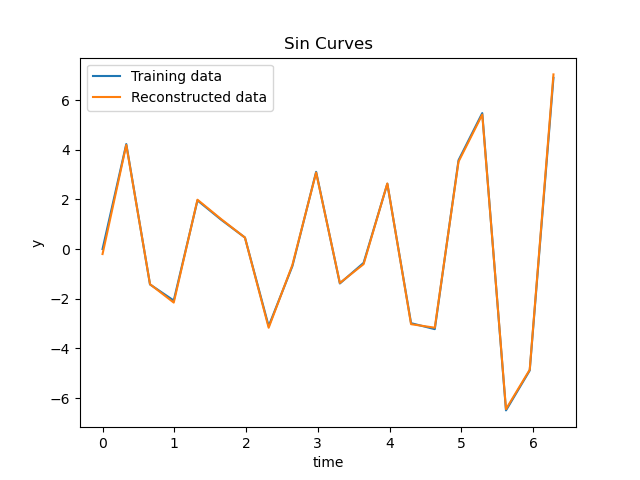 Sin Curves
Training data
Reconstructed data
6
4
2
0
−2
−4
−6
y
0 1 2 3 4 5 6
time